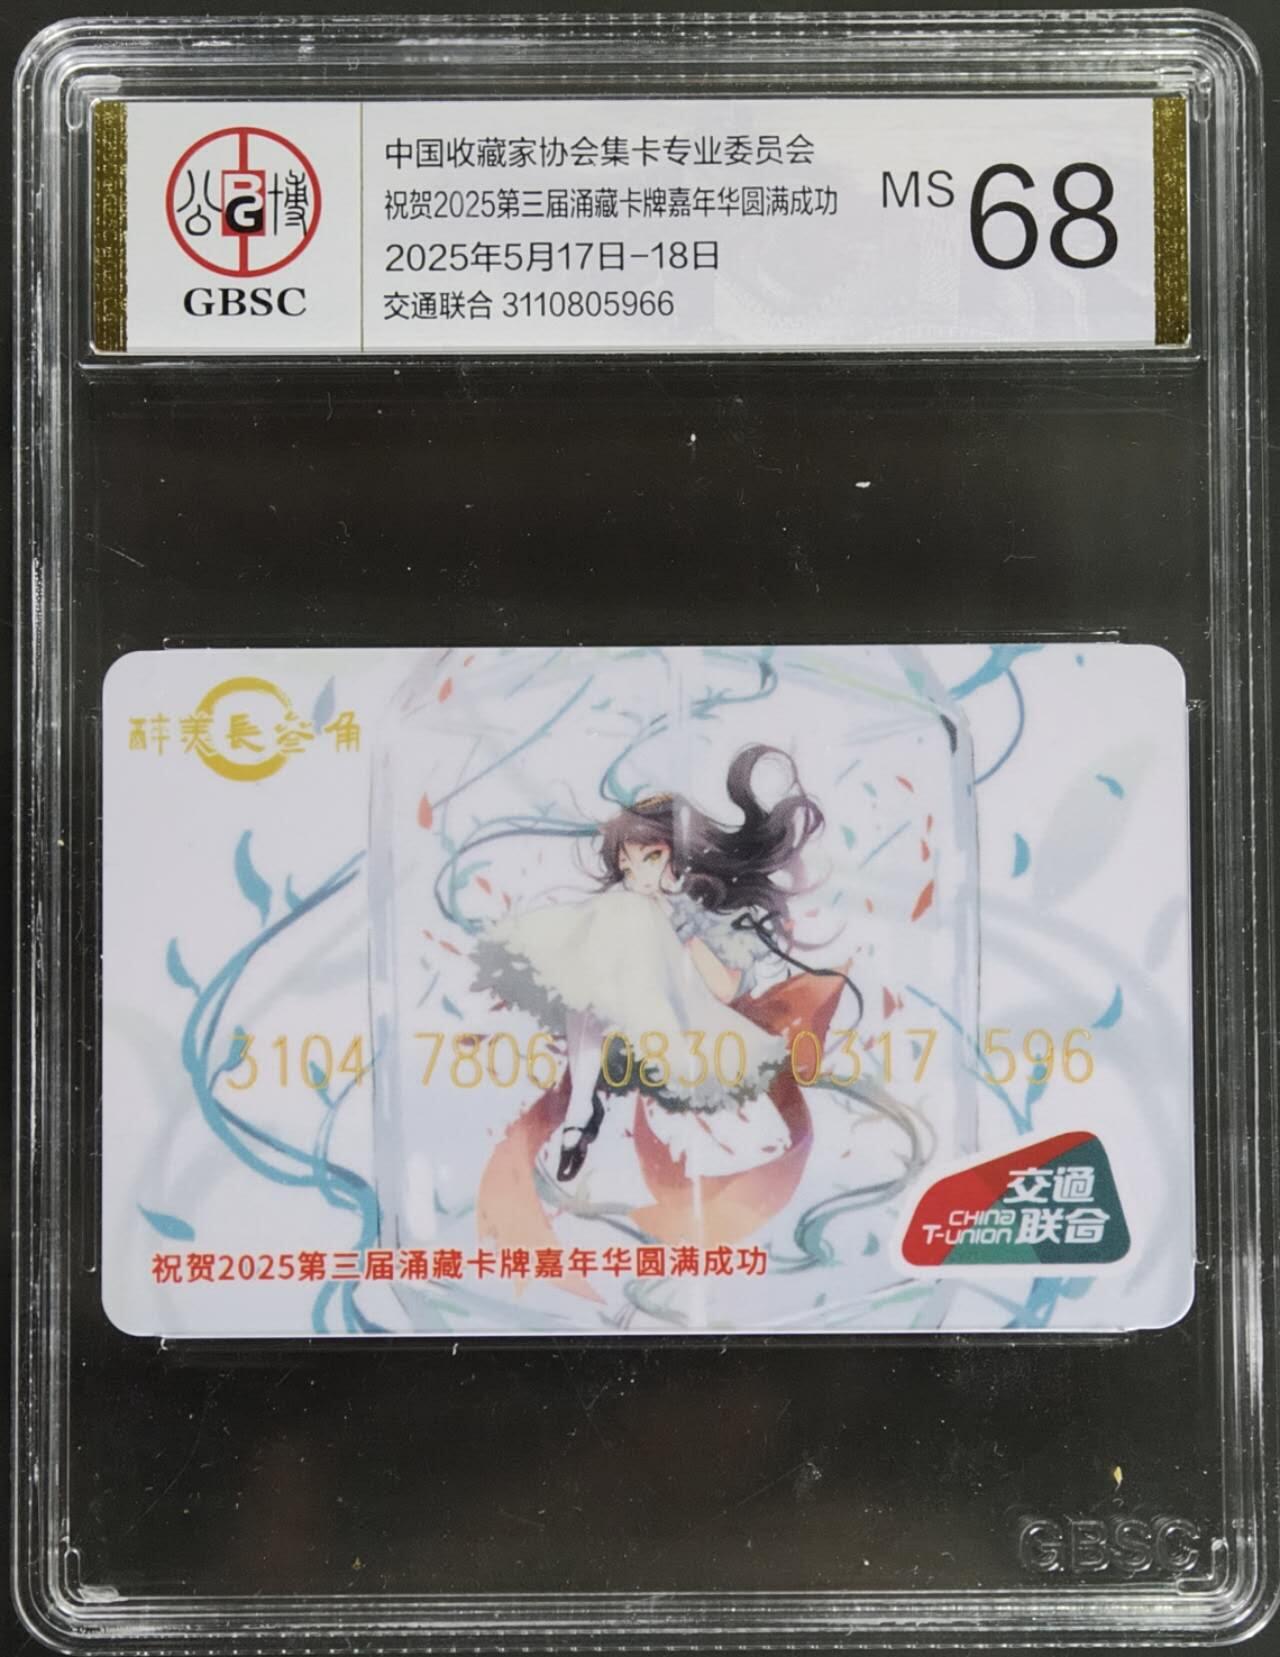 公博
BG
GBSC
中国收藏家协会集卡专业委员会
祝贺2025第三届涌藏卡牌嘉年华圆满成功
2025年5月17日-18日
交通联合 3110805966
MS 68
醉美長叁角
3104 7806 0830 0317 596
交通
联合
CHINA
T-UNION
祝贺2025第三届涌藏卡牌嘉年华圆满成功
GBSC